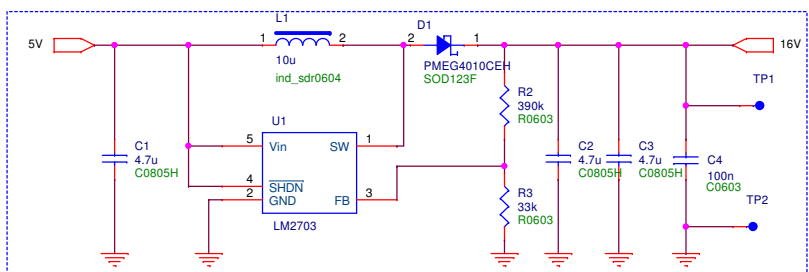 L1
D1
5V
1
2
2
1
16V
10u
ind_sdr0604
PMEG4010CEH
SOD123F
TP1
R2
390k
R0603
U1
C1
4.7u
C0805H
5
Vin
SW
1
C2
4.7u
C0805H
C3
4.7u
C0805H
C4
100n
C0603
4
SHDN
2
GND
FB
3
R3
33k
R0603
TP2
LM2703